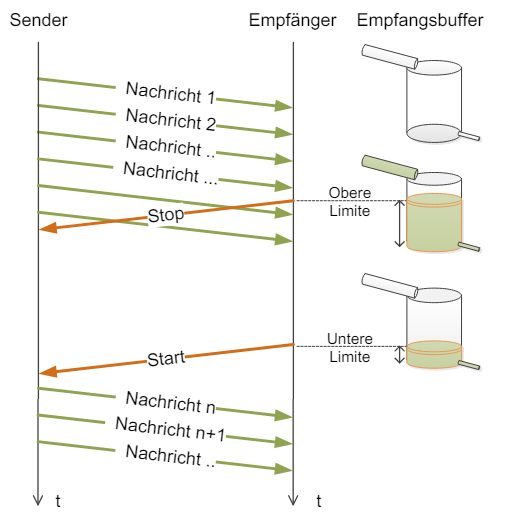 Sender
Empfänger
Empfangsbuffer
Nachricht 1
Nachricht 2
Nachricht ..
Nachricht ...
Stop
Obere
Limite
Start
Untere
Limite
Nachricht n
Nachricht n+1
Nachricht ..
t
t